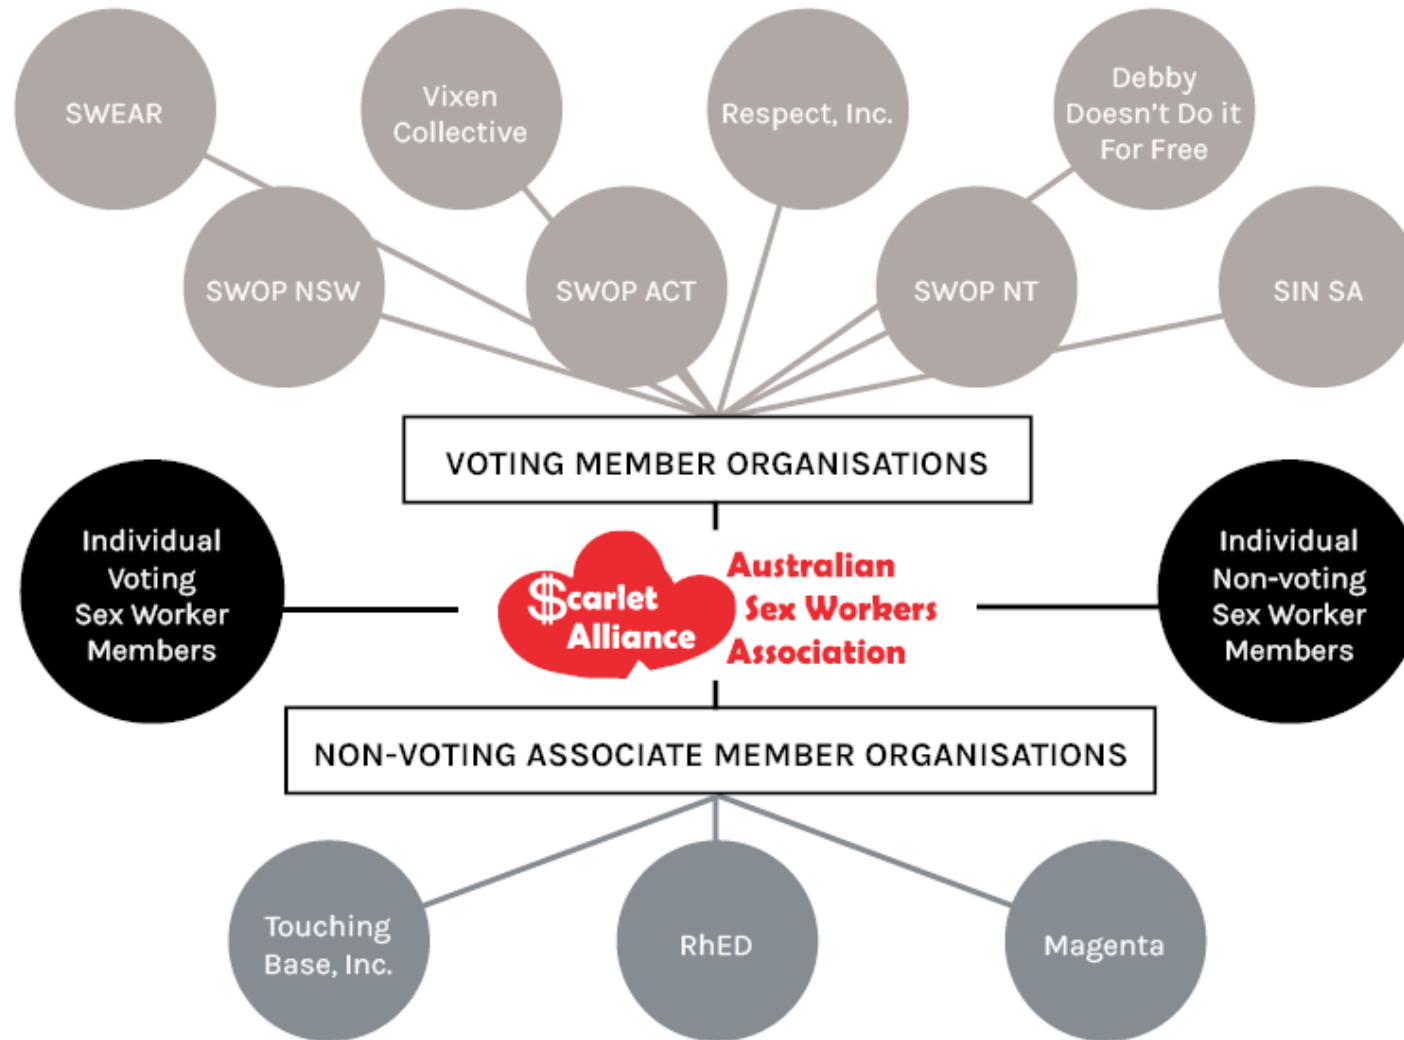 SWEAR
Vixen
Collective
Respect, Inc.
Debby
Doesn't Do it
For Free
SWOP NSW
SWOP ACT
SWOP NT
SIN SA
VOTING MEMBER ORGANISATIONS
Individual
Voting
Sex Worker
Members
$carlet
Alliance
Australian
Sex Workers
Association
Individual
Non-voting
Sex Worker
Members
NON-VOTING ASSOCIATE MEMBER ORGANISATIONS
Touching
Base, Inc.
RhED
Magenta